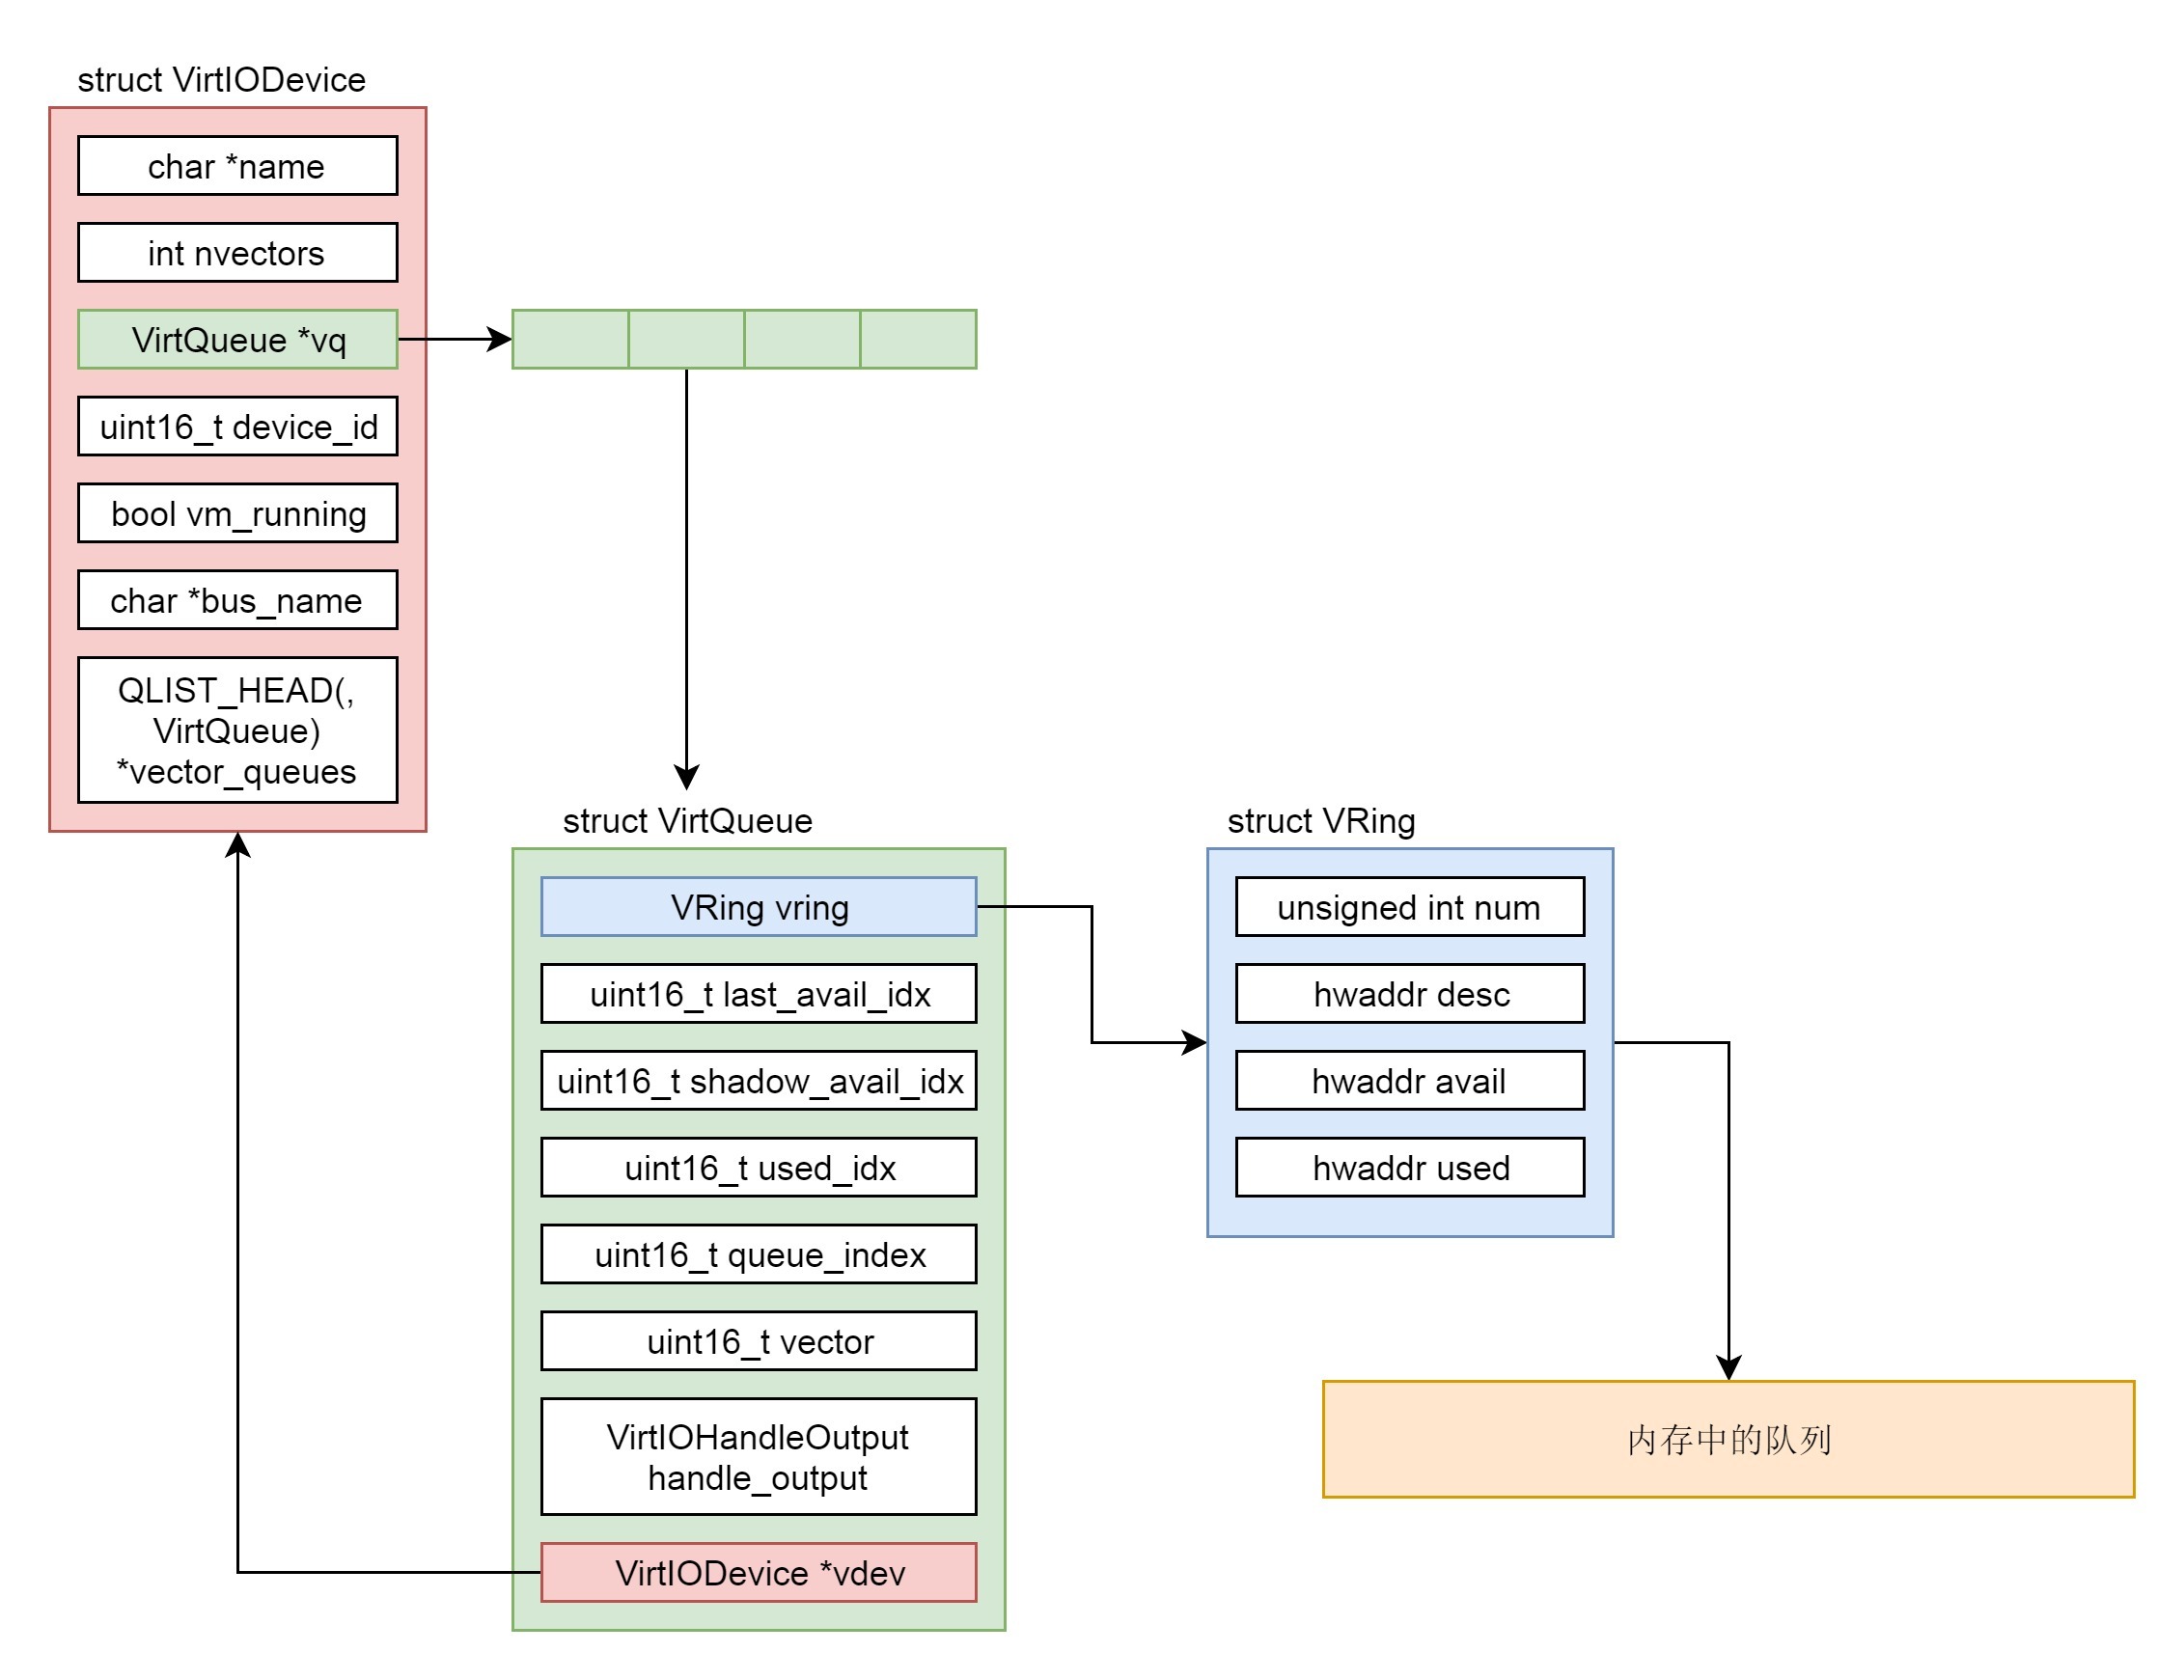 struct VirtIODevice
char *name
int nvectors
VirtQueue *vq
uint16_t device_id
bool vm_running
char *bus_name
QLIST_HEAD(,
VirtQueue)
*vector_queues
struct VirtQueue
VRing vring
uint16_t last_avail_idx
uint16_t shadow_avail_idx
uint16_t used_idx
uint16_t queue_index
uint16_t vector
VirtIOHandleOutput
handle_output
VirtIODevice *vdev
struct VRing
unsigned int num
hwaddr desc
hwaddr avail
hwaddr used
内存中的队列